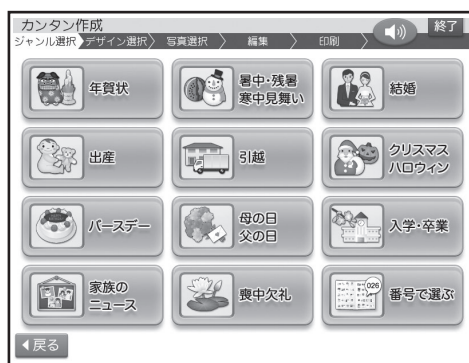 カンタン作成
終了
ジャンル選択 デザイン選択 写真選択 編集 印刷
年賀状
暑中・残暑
寒中見舞い
結婚
出産
引越
クリスマス
ハロウィン
バースデー
母の日
父の日
入学・卒業
家族の
ニュース
喪中欠礼
026
番号で選ぶ
戻る